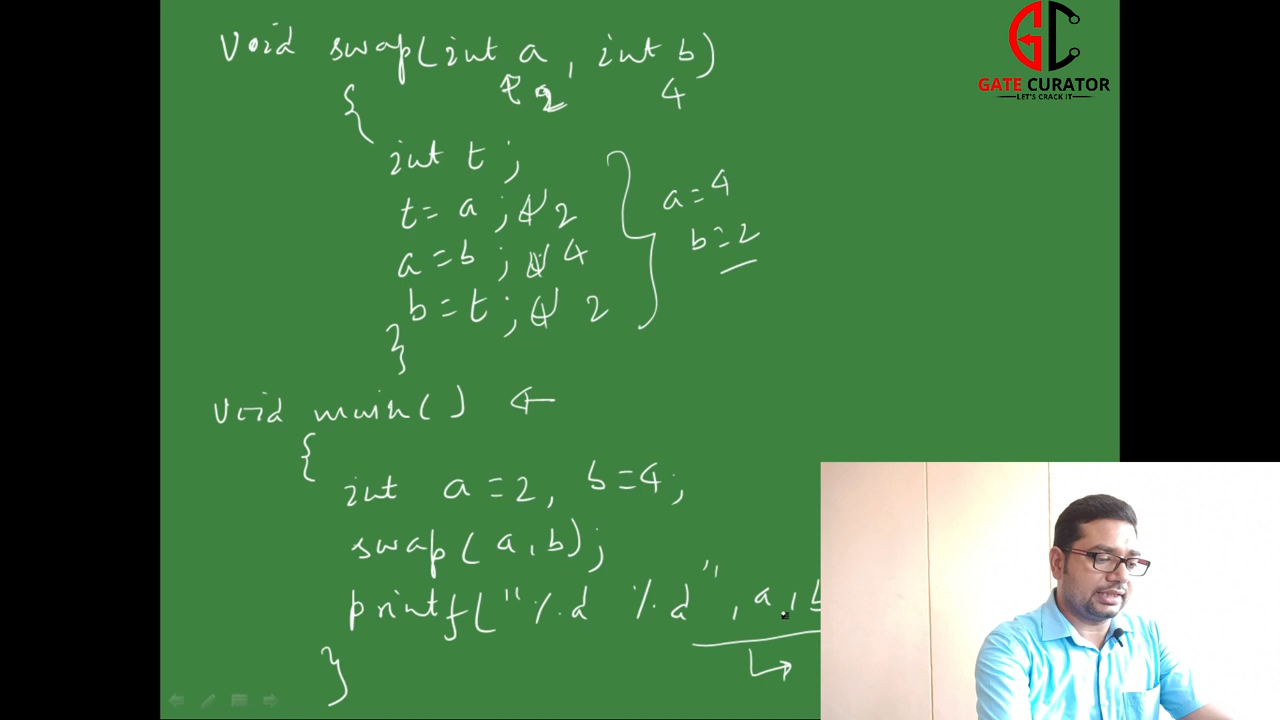 void swap(int a, int b)
2 4
{
int t;
t = a; 2
a = b; 4
b = t; 2
}
a = 4
b = 2
void main() ←
{
int a = 2, b = 4;
swap(a, b);
printf("%d %d", a, b
}
GC
GATE CURATOR
LET'S CRACK IT